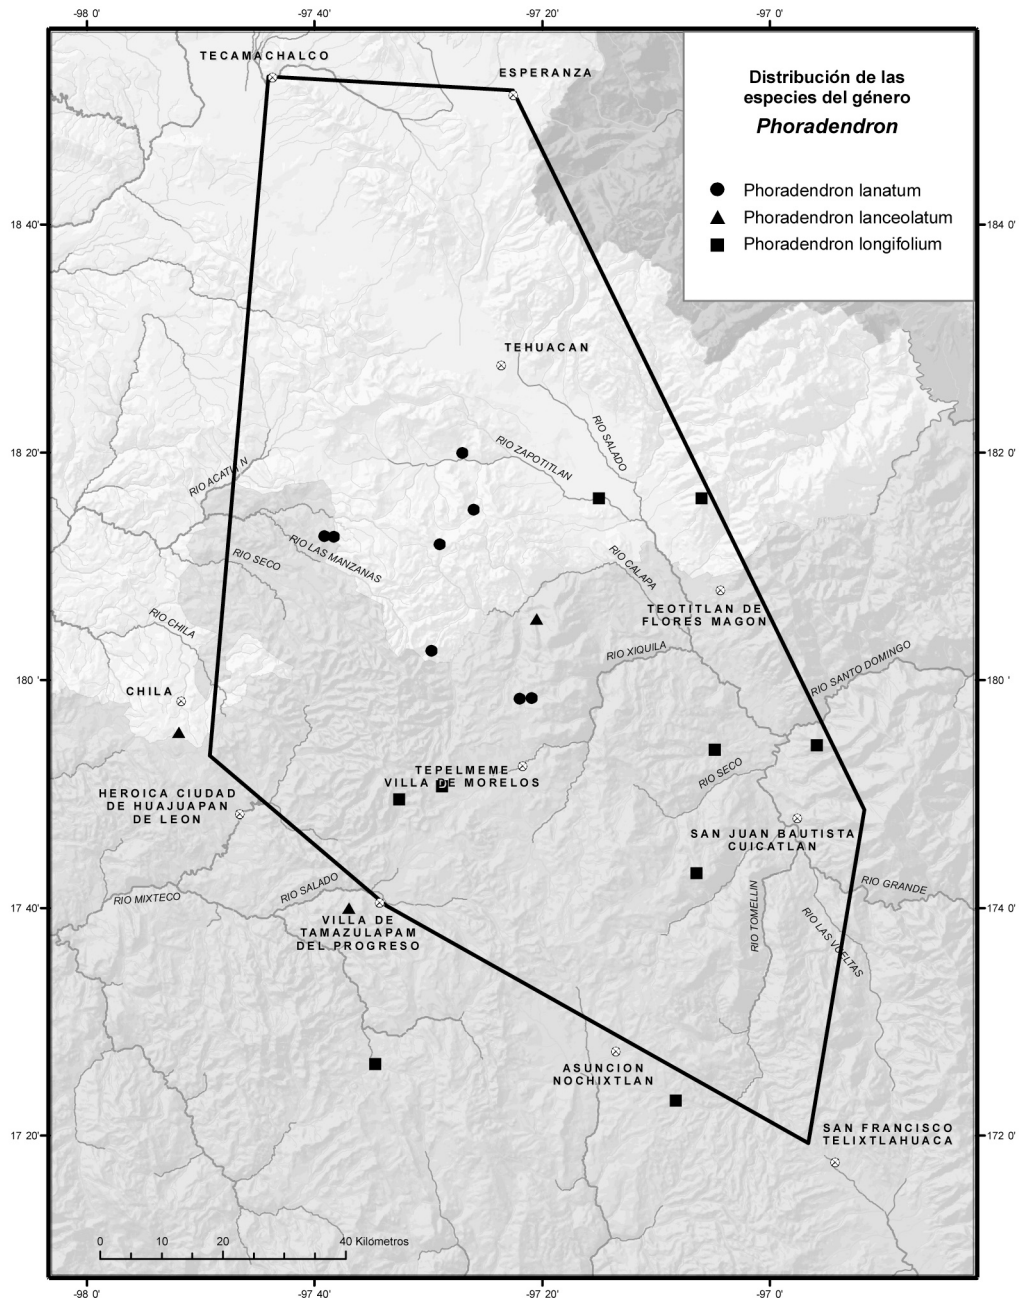 -98 0'
-97 40'
-97 20'
-97 0'
TECAMACHALCO
ESPERANZA
Distribución de las
especies del género
Phoradendron
Phoradendron lanatum
Phoradendron lanceolatum
Phoradendron longifolium
18 40'
184 0'
TEHUACAN
RIO SALADO
RIO ZAPOTITLAN
18 20'
182 0'
RIO ACATLI N
RIO LAS MANZANAS
RIO SECO
RIO CALAPA
TEOTITLAN DE
FLORES MAGON
RIO CHILA
RIO XIQUILA
RIO SANTO DOMINGO
180 '
180 0'
CHILA
TEPELMEME
VILLA DE MORELOS
RIO SECO
HEROICA CIUDAD
DE HUAJUAPAN
DE LEON
SAN JUAN BAUTISTA
CUICATLAN
RIO SALADO
RIO MIXTECO
RIO GRANDE
17 40'
174 0'
VILLA DE
TAMAZULAPAM
DEL PROGRESO
RIO TOMELLIN
RIO LAS VUELTAS
ASUNCION
NOCHIXTLAN
SAN FRANCISCO
TELIXTLAHUACA
17 20'
172 0'
0 10 20 40 Kilómetros
-98 0'
-97 40'
-97 20'
-97 0'